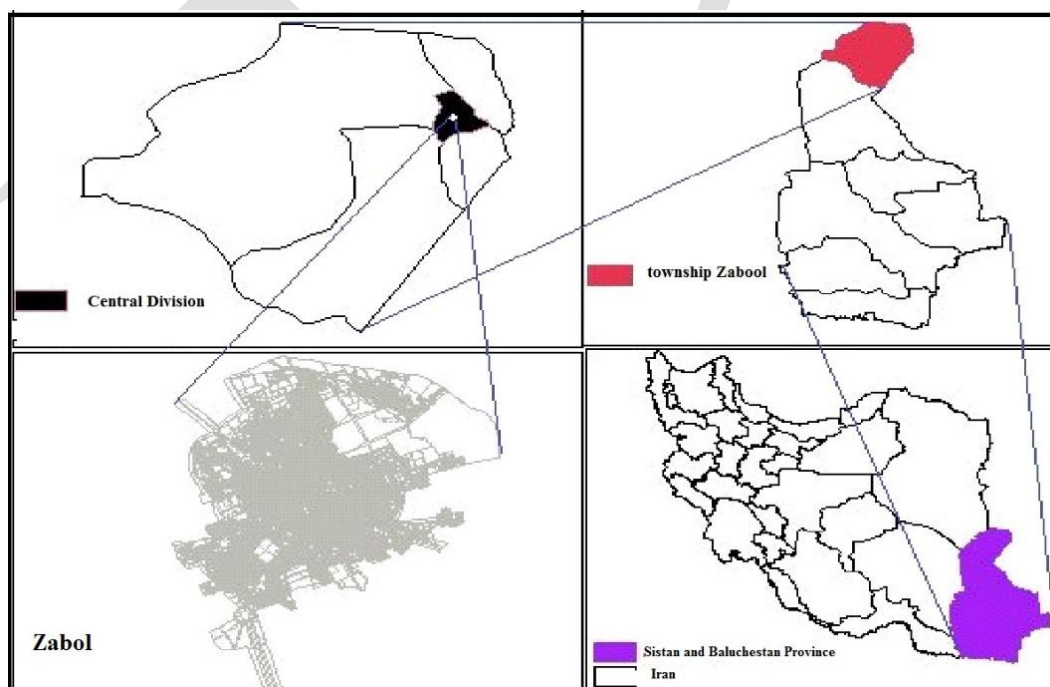 Central Division
township Zabool
Zabol
Sistan and Baluchestan Province
Iran